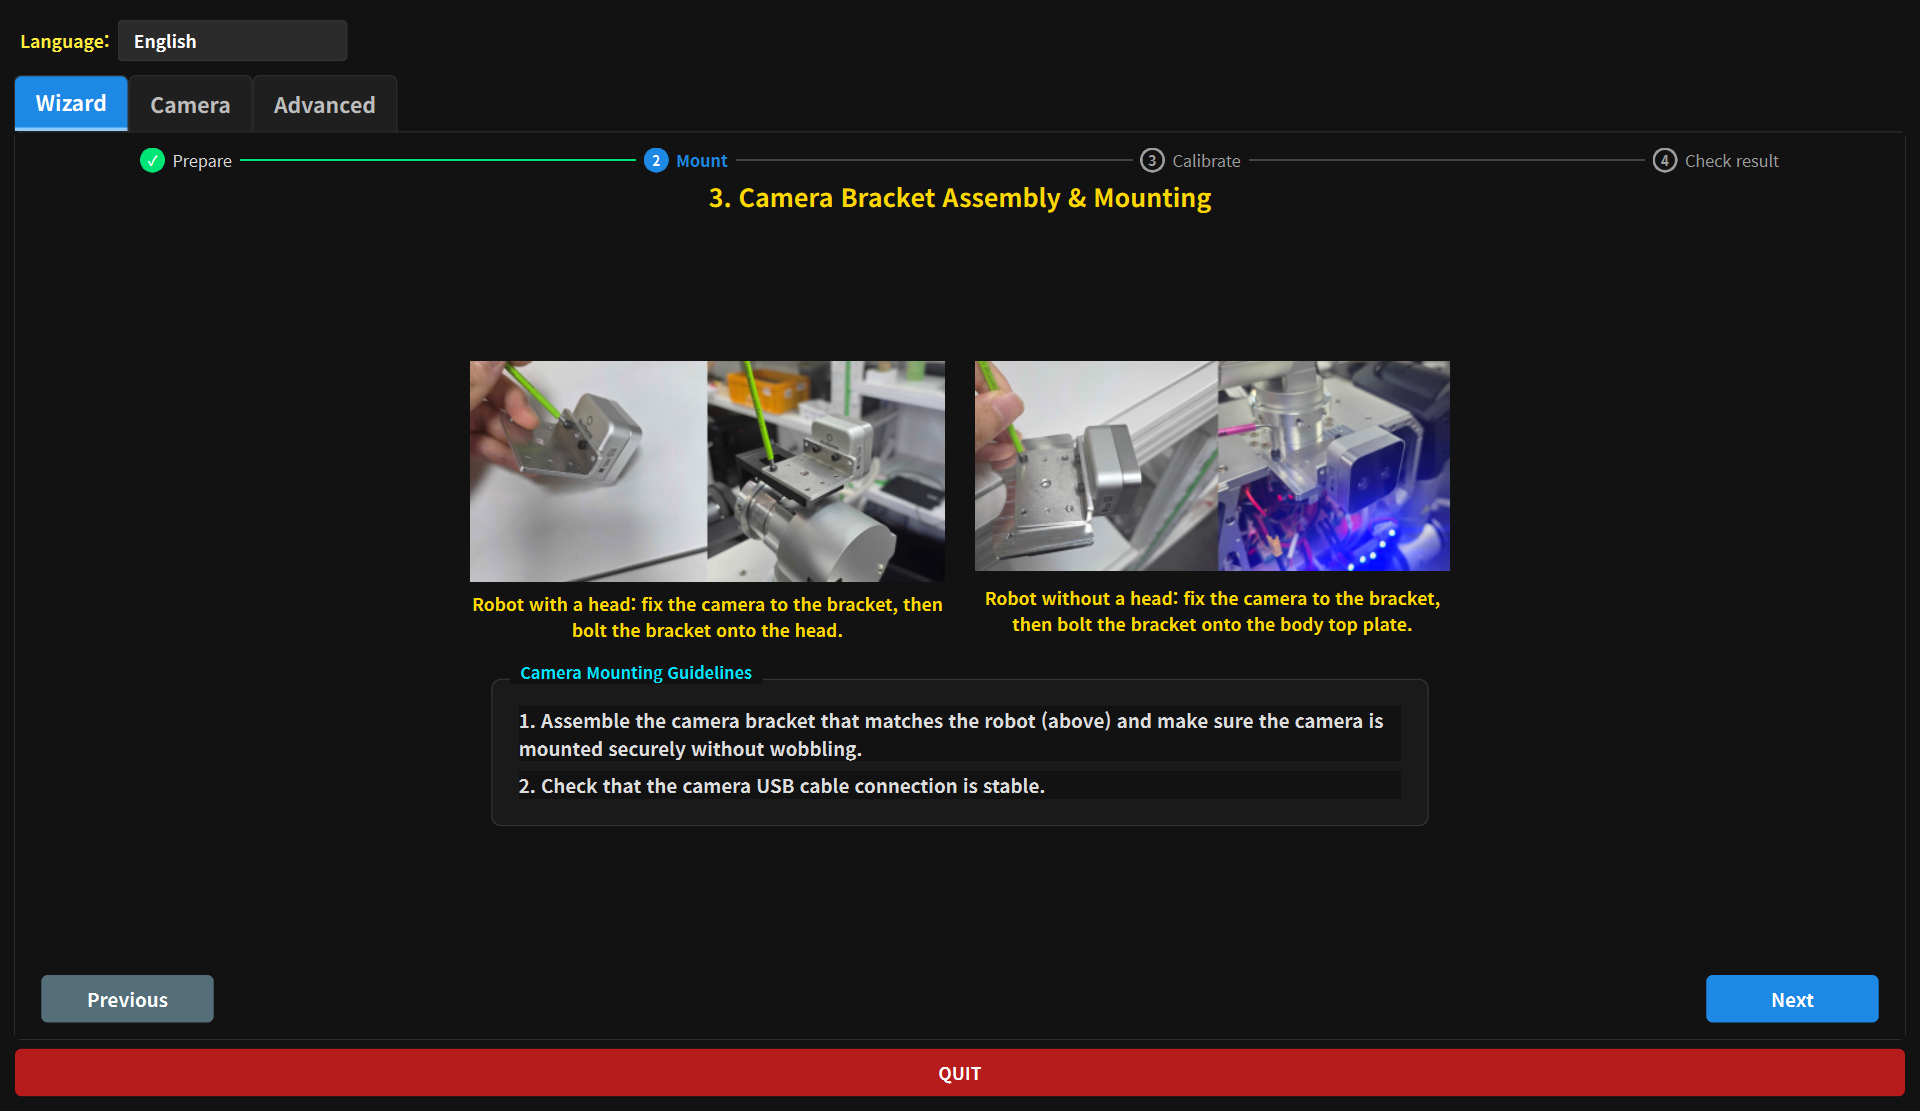 Language:
English
Wizard
Camera
Advanced
✓ Prepare
2 Mount
3 Calibrate
4 Check result
3. Camera Bracket Assembly & Mounting
Robot with a head: fix the camera to the bracket, then
bolt the bracket onto the head.
Robot without a head: fix the camera to the bracket,
then bolt the bracket onto the body top plate.
Camera Mounting Guidelines
1. Assemble the camera bracket that matches the robot (above) and make sure the camera is
mounted securely without wobbling.
2. Check that the camera USB cable connection is stable.
Previous
Next
QUIT